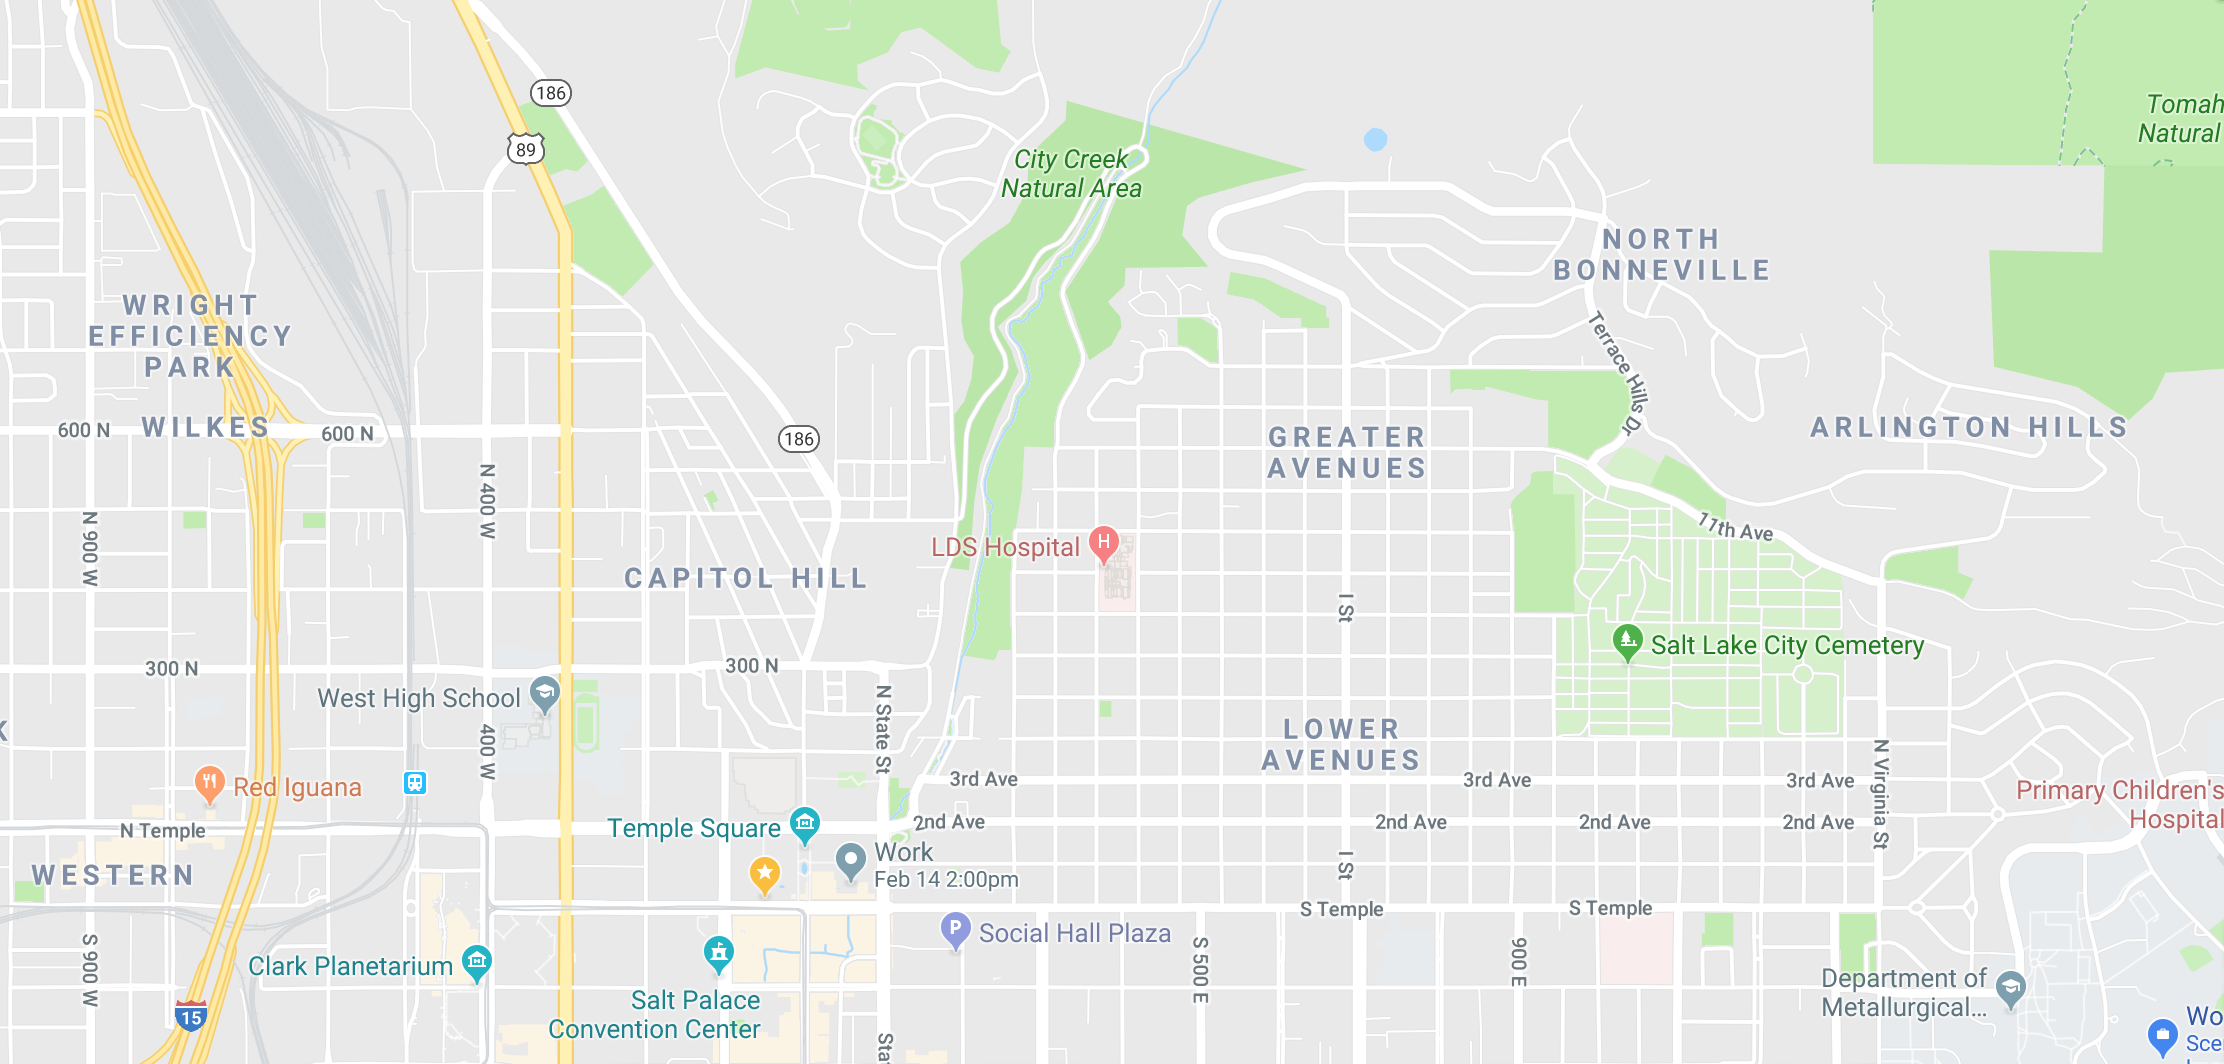 186
89
City Creek
Natural Area
Tomah
Natural
NORTH
BONNEVILLE
WRIGHT
EFFICIENCY
PARK
Terrace Hills Dr
600 N
WILKES
600 N
186
GREATER
AVENUES
ARLINGTON HILLS
N 400 W
N 900 W
11th Ave
LDS Hospital
H
CAPITOL HILL
I St
Salt Lake City Cemetery
300 N
300 N
West High School
N State St
400 W
K
LOWER
AVENUES
N Virginia St
3rd Ave
3rd Ave
3rd Ave
Red Iguana
Primary Children's
Hospital
N Temple
Temple Square
2nd Ave
2nd Ave
2nd Ave
2nd Ave
Work
Feb 14 2:00pm
I St
WESTERN
S Temple
S Temple
P
Social Hall Plaza
S 900 W
S 500 E
900 E
Clark Planetarium
Salt Palace
Convention Center
Department of
Metallurgical...
15
Sta
Wo
Sce